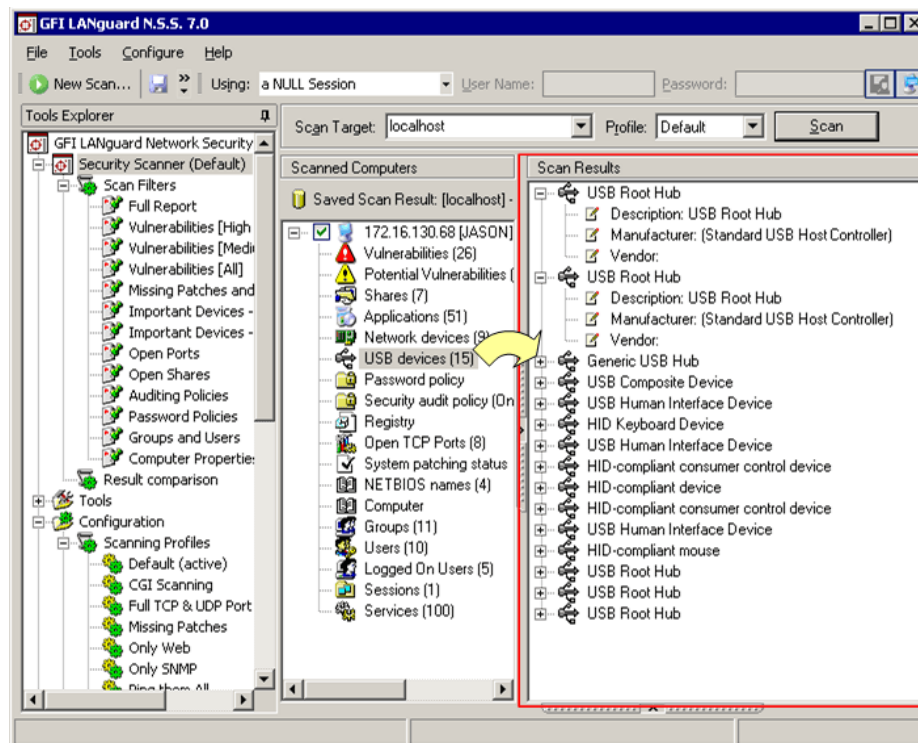 GFI LANguard N.S.S. 7.0
File Tools Configure Help
New Scan... Using: a NULL Session User Name: Password:
Tools Explorer
GFI LANguard Network Security
Security Scanner (Default)
Scan Filters
Full Report
Vulnerabilities [High
Vulnerabilities [Medi
Vulnerabilities [All]
Missing Patches and
Important Devices -
Important Devices -
Open Ports
Open Shares
Auditing Policies
Password Policies
Groups and Users
Computer Properties
Result comparison
Tools
Configuration
Scanning Profiles
Default (active)
CGI Scanning
Full TCP & UDP Port
Missing Patches
Only Web
Only SNMP
Ping them All
Scan Target: localhost Profile: Default Scan
Scanned Computers
Saved Scan Result: [localhost] -
172.16.130.68 [JASON]
Vulnerabilities (26)
Potential Vulnerabilities (
Shares (7)
Applications (51)
Network devices (9)
USB devices (15)
Password policy
Security audit policy (On
Registry
Open TCP Ports (8)
System patching status
NETBIOS names (4)
Computer
Groups (11)
Users (10)
Logged On Users (5)
Sessions (1)
Services (100)
Scan Results
USB Root Hub
Description: USB Root Hub
Manufacturer: (Standard USB Host Controller)
Vendor:
USB Root Hub
Description: USB Root Hub
Manufacturer: (Standard USB Host Controller)
Vendor:
Generic USB Hub
USB Composite Device
USB Human Interface Device
HID Keyboard Device
USB Human Interface Device
HID-compliant consumer control device
HID-compliant device
HID-compliant consumer control device
USB Human Interface Device
HID-compliant mouse
USB Root Hub
USB Root Hub
USB Root Hub